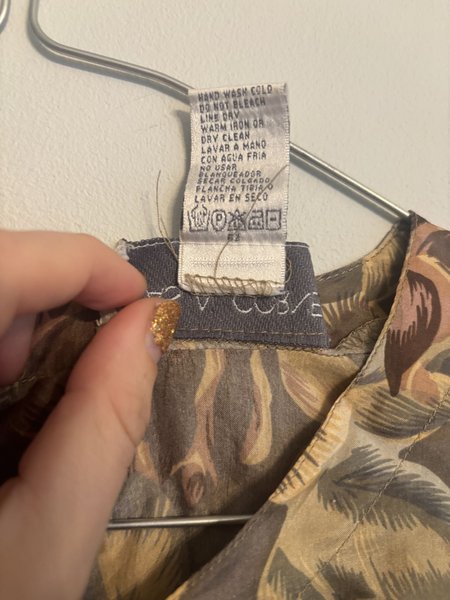 HAND WASH COLD
DO NOT BLEACH
LINE DRY
WARM IRON OR
DRY CLEAN
LAVAR A MANO
CON AGUA FRIA
NO USAR
BLANQUEADOR
SECAR COLGADO
PLANCHA TIBIA O
LAVAR EN SECO